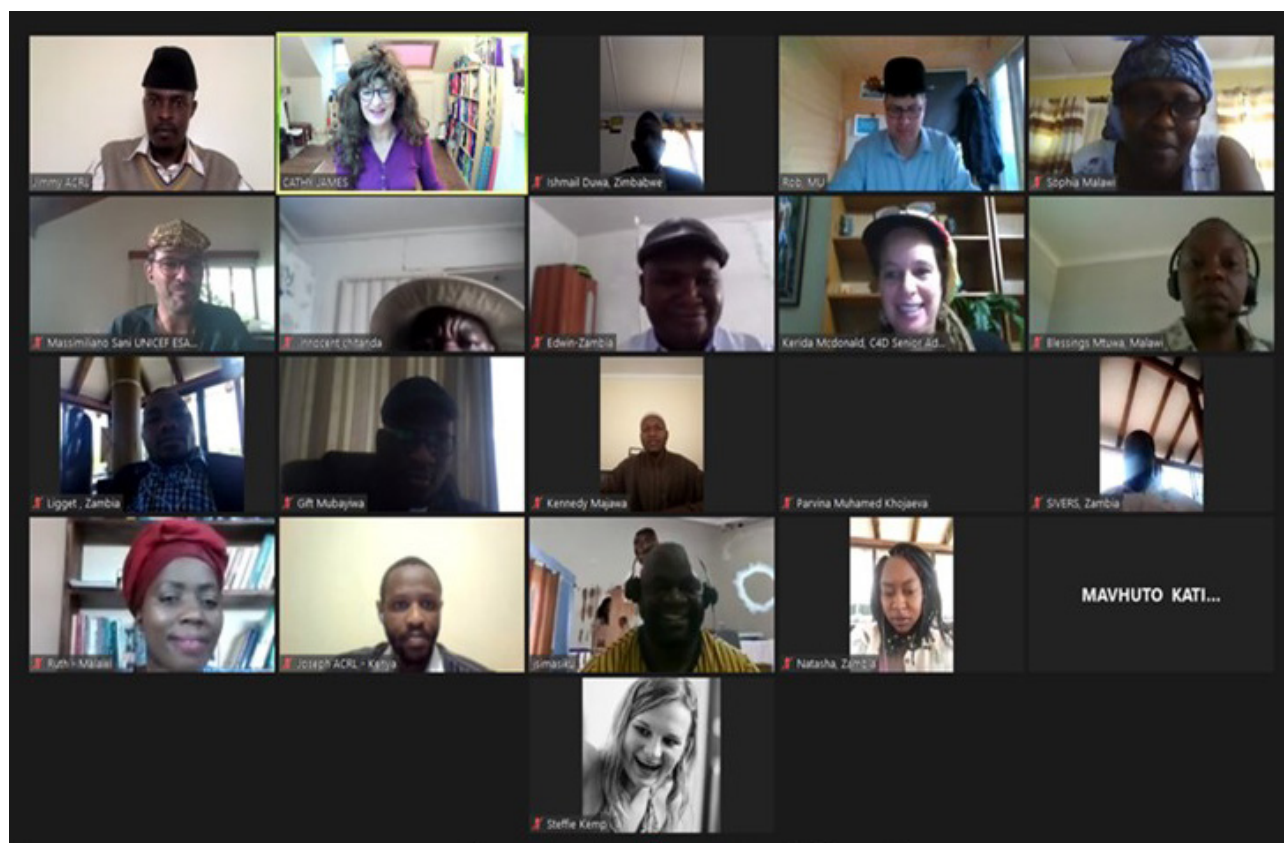 Jimmy ACRL
CATHY JAMES
Ishmail Duwa, Zimbabwe
Rob, MU
Sophia Malawi
Massimiliano Sani UNICEF ESA...
innocent chitanda
Edwin-Zambia
Kerida Mcdonald, C4D Senior Ad...
Blessings Mtuwa, Malawi
Ligget , Zambia
Gift Mubayiwa
Kennedy Majawa
Parvina Muhamed Khojaeva
SIVERS, Zambia
Ruth - Malawi
Joseph ACRL - Kenya
isimasiku
Natasha, Zambia
MAVHUTO KATI...
Steffie Kemp